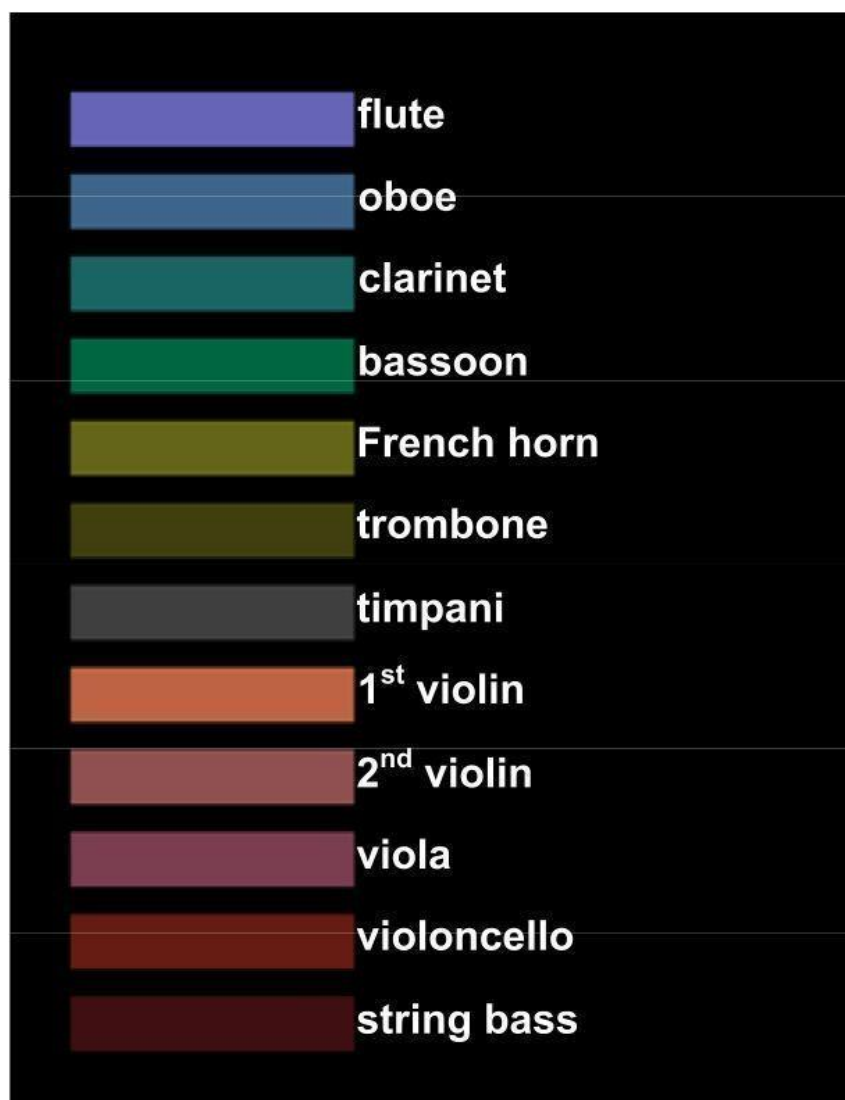 flute
oboe
clarinet
bassoon
French horn
trombone
timpani
1st violin
2nd violin
viola
violoncello
string bass